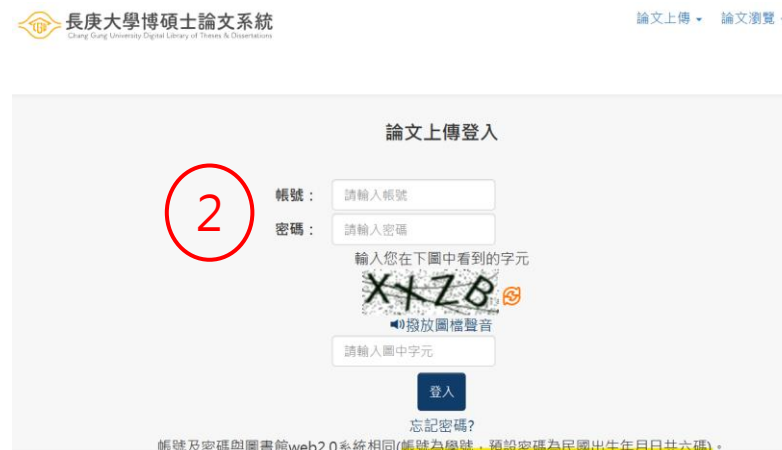 長庚大學博碩士論文系統
Chang Gung University Digital Library of Theses & Dissertations
論文上傳 論文瀏覽
論文上傳登入
2
帳號： 請輸入帳號
密碼： 請輸入密碼
輸入您在下圖中看到的字元
撥放圖檔聲音
請輸入圖中字元
登入
忘記密碼?
帳號及密碼與圖書館web2.0系統相同(帳號為學號，預設密碼為民國出生年月日共六碼)。